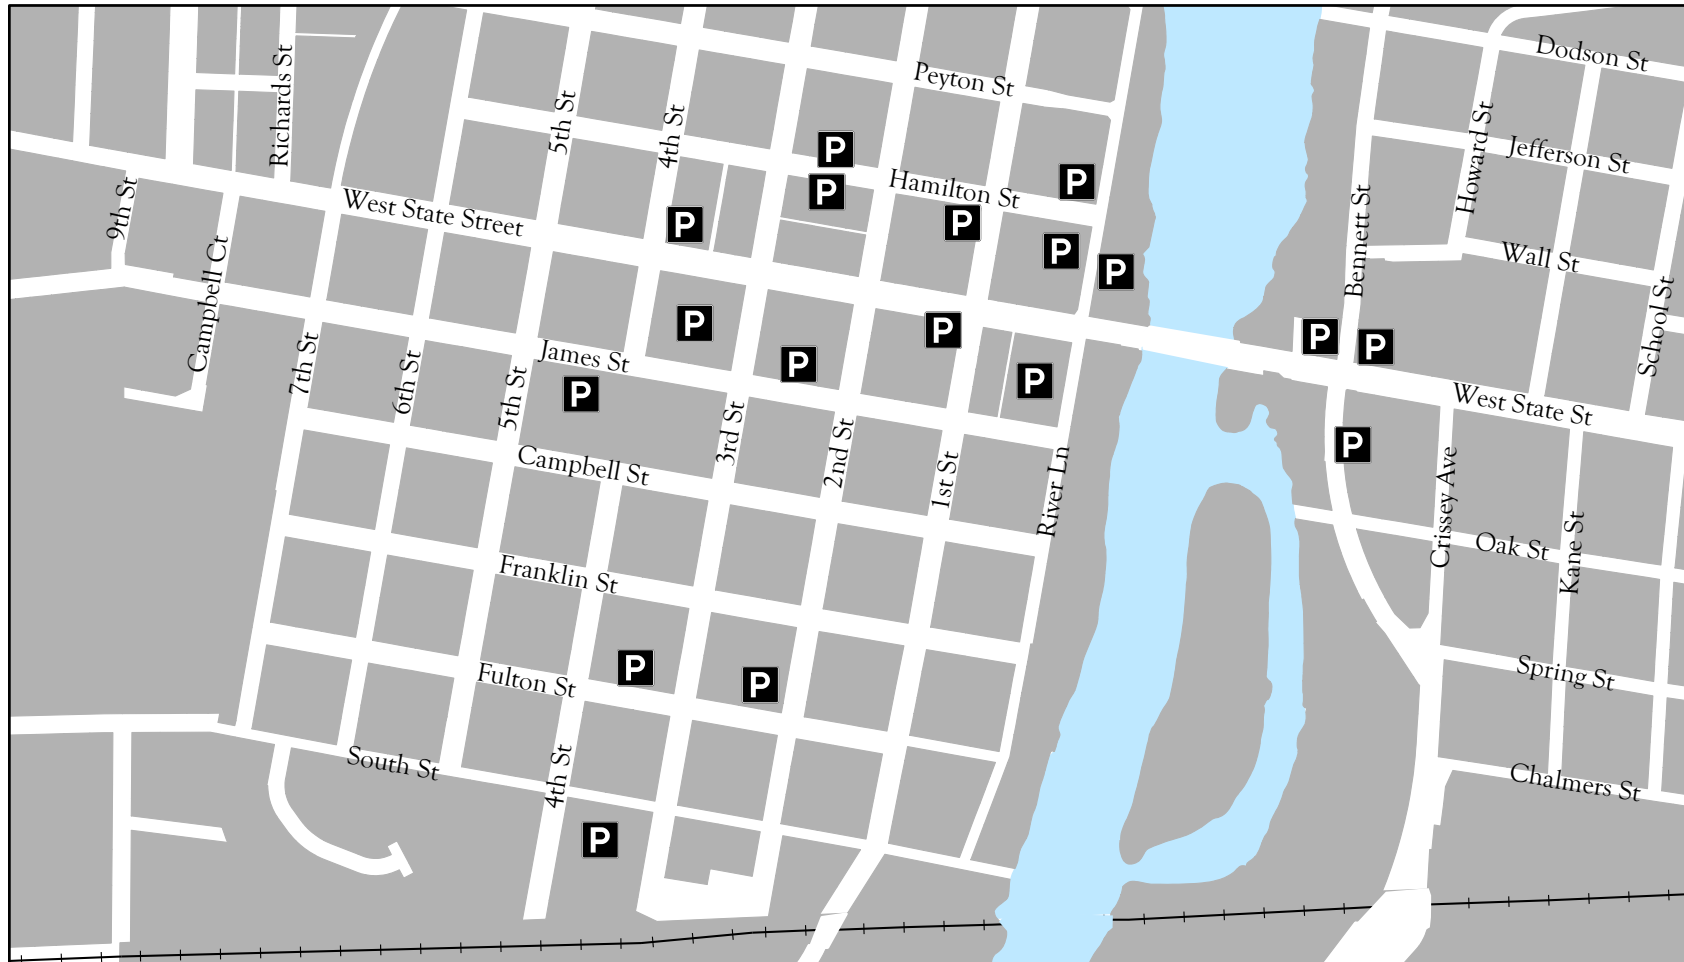 Dodson St
Richards St
Peyton St
5th St
4th St
Howard St
Jefferson St
P
P
P
9th St
Hamilton St
West State Street
P
P
Bennett St
Campbell Ct
P
Wall St
P
School St
P
P
P
P
7th St
James St
6th St
P
P
5th St
P
West State St
3rd St
2nd St
P
Campbell St
1st St
River Ln
Crissey Ave
Oak St
Kane St
Franklin St
Fulton St
P
P
Spring St
South St
4th St
Chalmers St
P